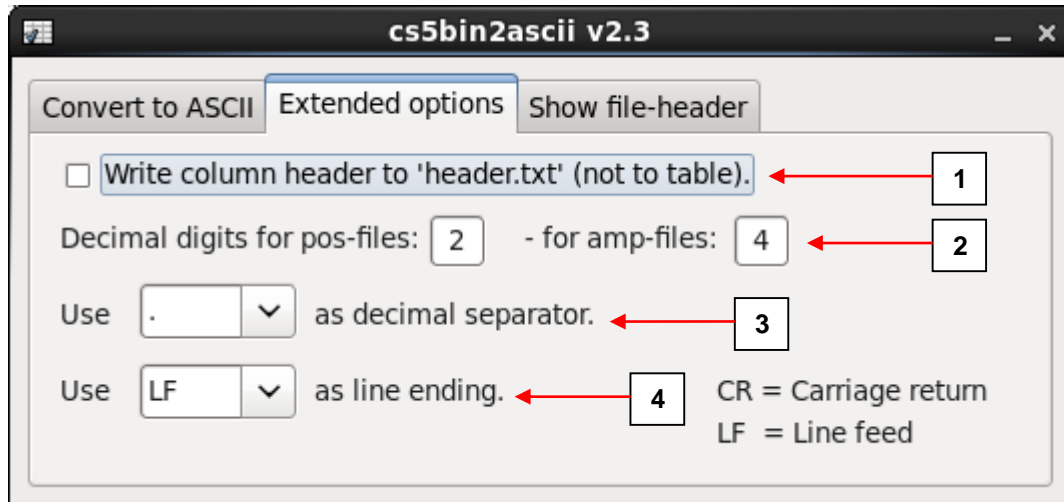 cs5bin2ascii v2.3
Convert to ASCII Extended options Show file-header
Write column header to 'header.txt' (not to table). 1
Decimal digits for pos-files: 2 - for amp-files: 4 2
Use . as decimal separator. 3
Use LF as line ending. 4 CR = Carriage return
LF = Line feed